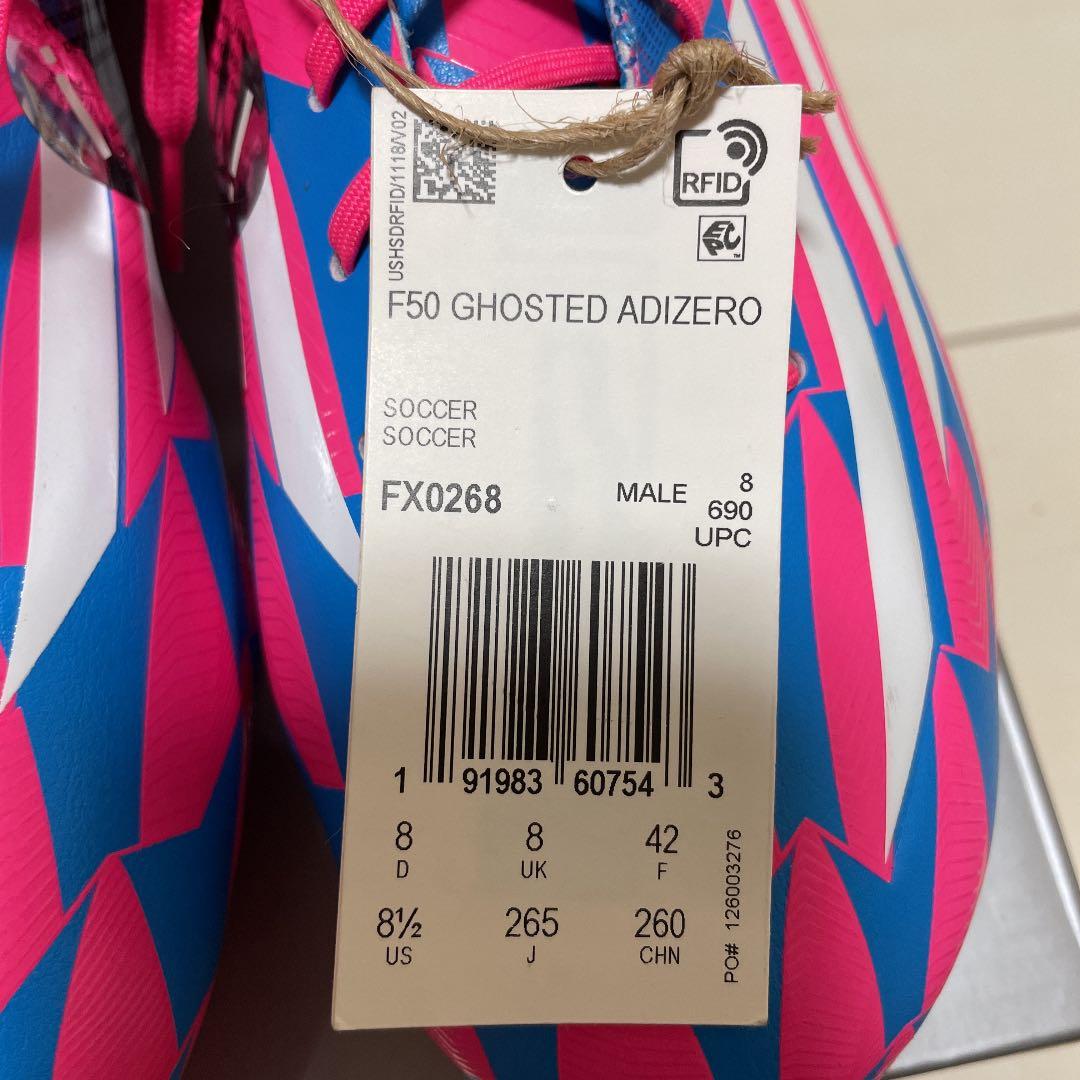 USHSDRFID/1118/V02
RFID
EPC™
F50 GHOSTED ADIZERO
SOCCER
SOCCER
FX0268
MALE 8
690
UPC
1 91983 60754 3
8 8 42
D UK F
8½ 265 260
US J CHN
PO# 126003276